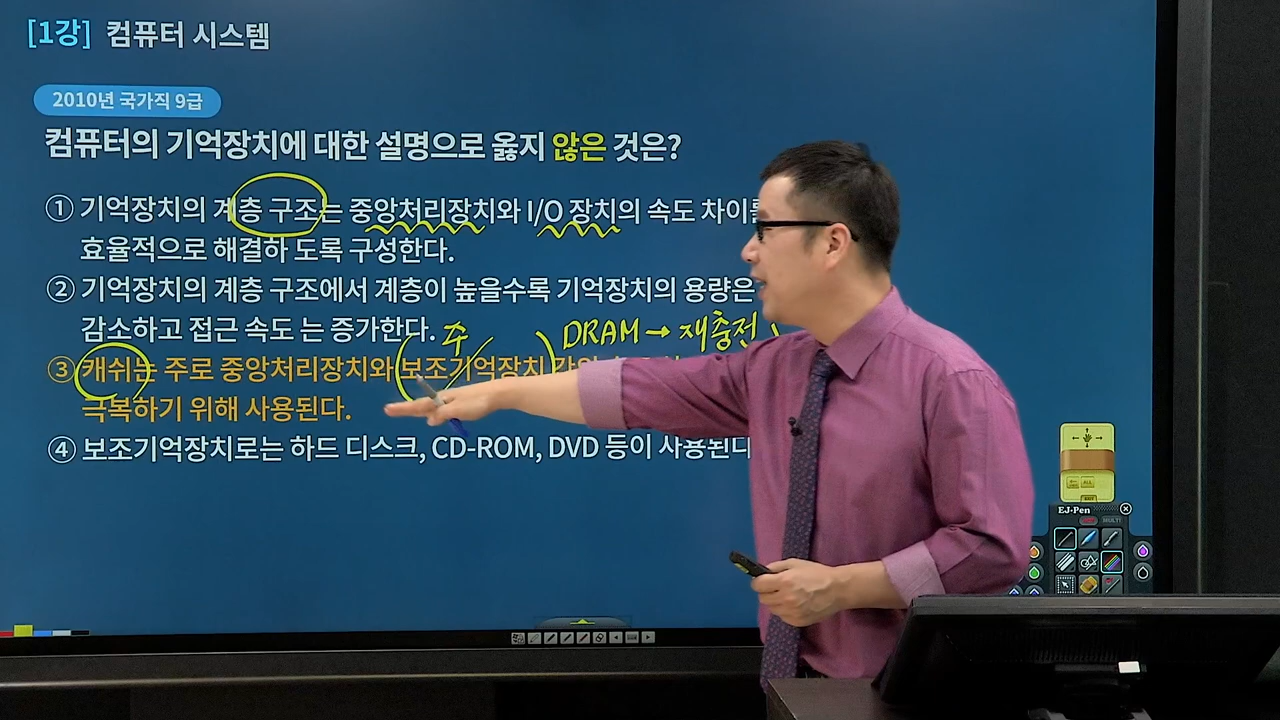 [1강] 컴퓨터 시스템
2010년 국가직 9급
컴퓨터의 기억장치에 대한 설명으로 옳지 않은 것은?
① 기억장치의 계층 구조는 중앙처리장치와 I/O 장치의 속도 차이를
효율적으로 해결하 도록 구성한다.
② 기억장치의 계층 구조에서 계층이 높을수록 기억장치의 용량은
감소하고 접근 속도 는 증가한다.
주
DRAM → 재충전
③ 캐쉬는 주로 중앙처리장치와 보조기억장치
극복하기 위해 사용된다.
④ 보조기억장치로는 하드 디스크, CD-ROM, DVD 등이 사용된다
EJ-Pen
MULTI